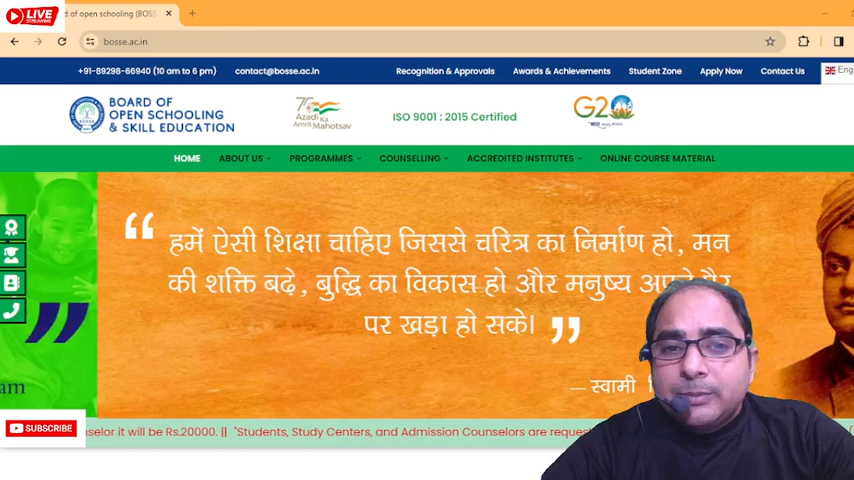 LIVE
STREAMING
rd of open schooling (BOSS
bosse.ac.in
+91-89298-66940 (10 am to 6 pm) contact@bosse.ac.in Recognition & Approvals Awards & Achievements Student Zone Apply Now Contact Us Eng
BOARD OF
OPEN SCHOOLING
& SKILL EDUCATION
75
Azadi Ka
Amrit Mahotsav
ISO 9001 : 2015 Certified
G20
HOME ABOUT US PROGRAMMES COUNSELLING ACCREDITED INSTITUTES ONLINE COURSE MATERIAL
“ हमें ऐसी शिक्षा चाहिए जिससे चरित्र का निर्माण हो, मन
की शक्ति बढ़े, बुद्धि का विकास हो और मनुष्य
पर खड़ा हो सके। ”
— स्वामी
”
am
SUBSCRIBE
nselor it will be Rs.20000. || "Students, Study Centers, and Admission Counselors are reques